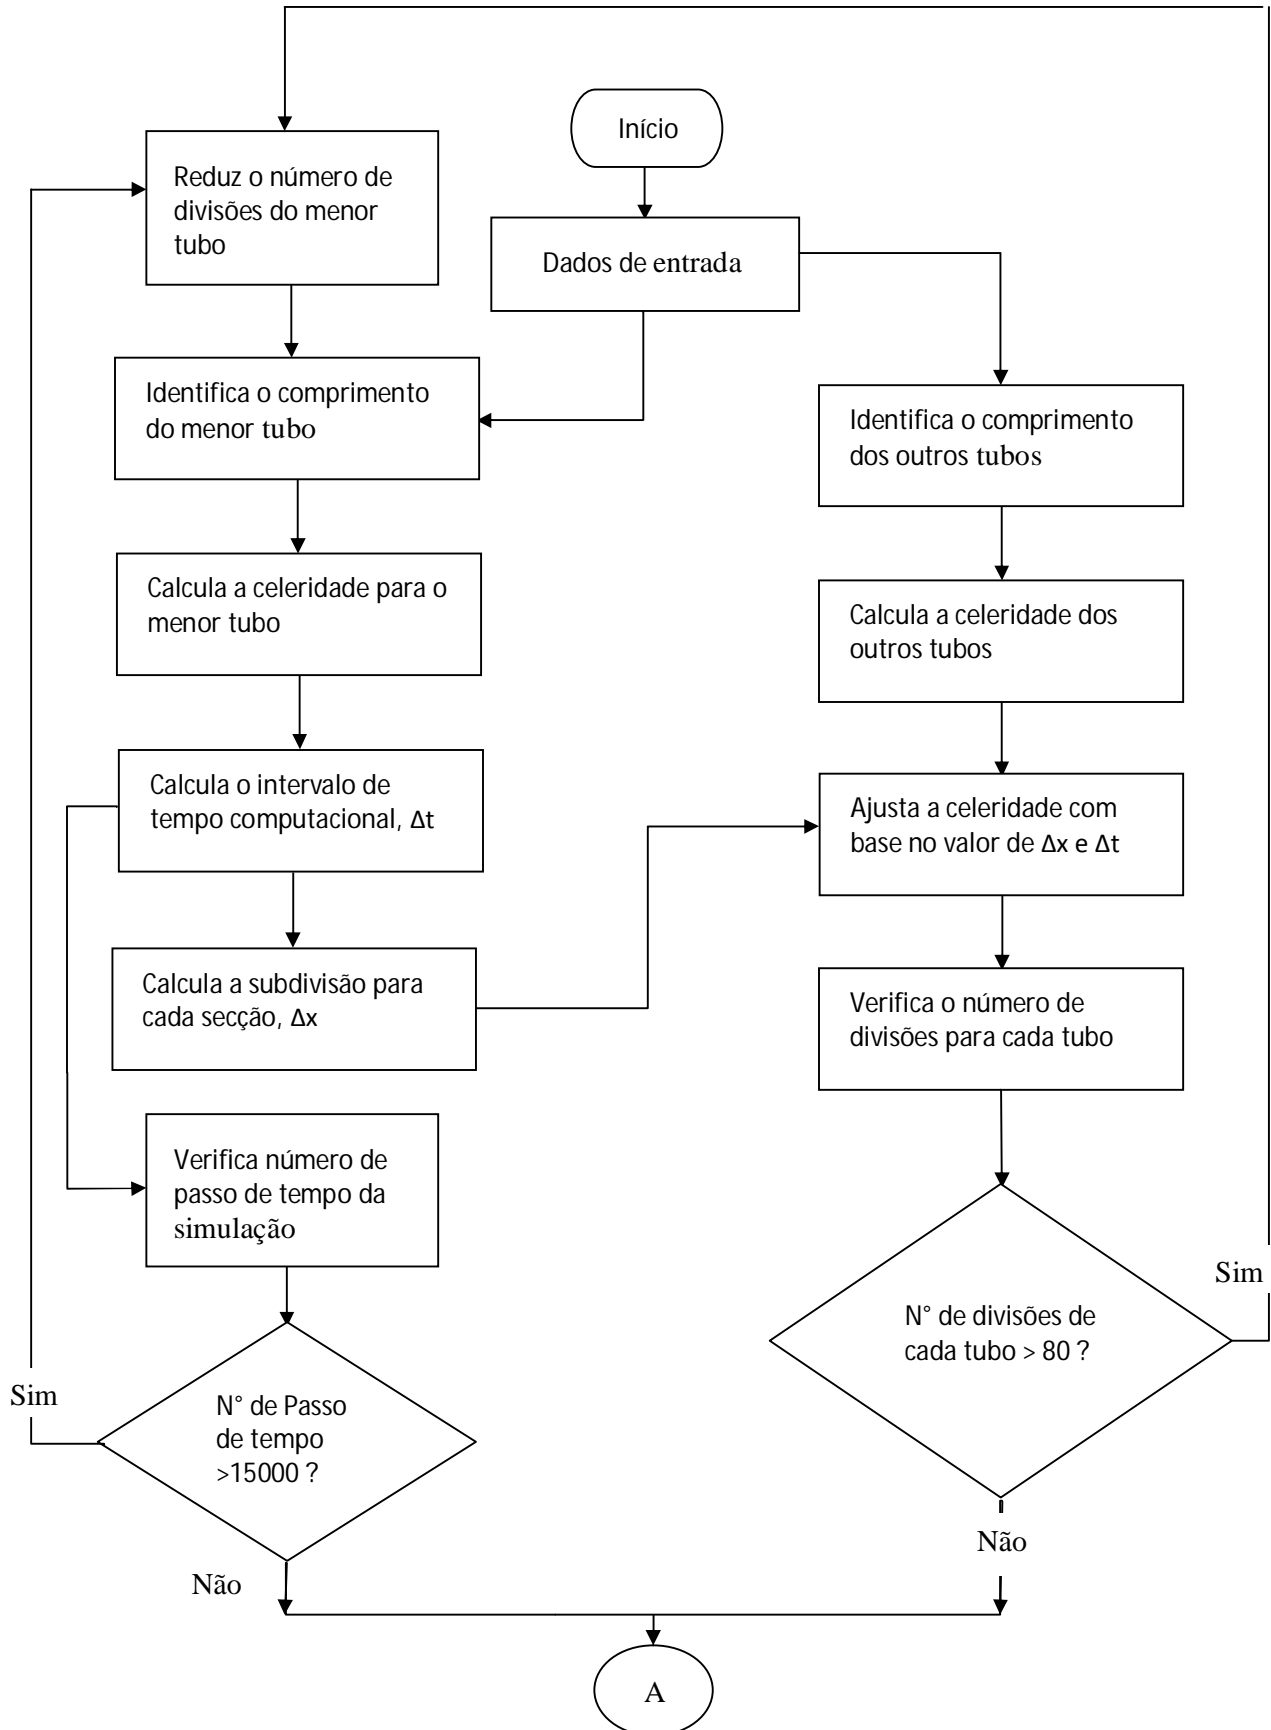 Início
Dados de entrada
Reduz o número de
divisões do menor
tubo
Identifica o comprimento
do menor tubo
Calcula a celeridade para o
menor tubo
Calcula o intervalo de
tempo computacional, Δt
Calcula a subdivisão para
cada secção, Δx
Verifica número de
passo de tempo da
simulação
N° de Passo
de tempo
>15000 ?
Sim
Não
Identifica o comprimento
dos outros tubos
Calcula a celeridade dos
outros tubos
Ajusta a celeridade com
base no valor de Δx e Δt
Verifica o número de
divisões para cada tubo
N° de divisões de
cada tubo > 80 ?
Sim
Não
A